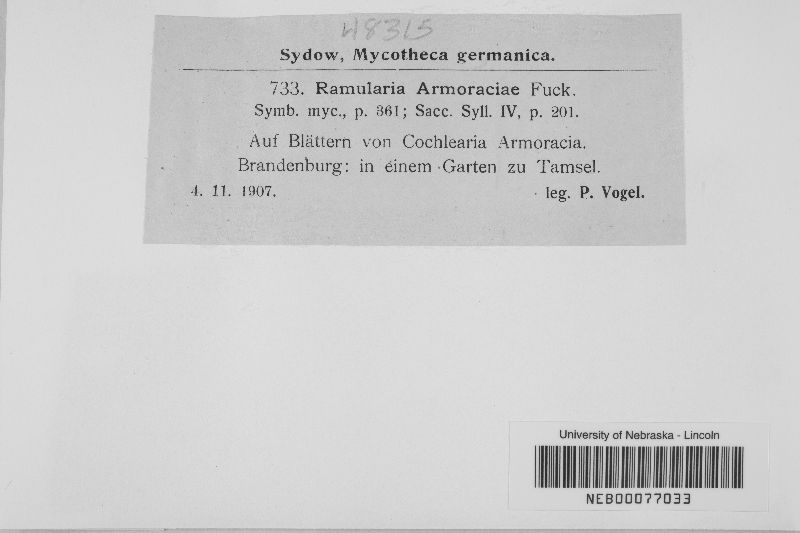 48315
Sydow, Mycotheca germanica.
733. Ramularia Armoraciae Fuck.
Symb. myc., p. 361; Sacc. Syll. IV, p. 201.
Auf Blättern von Cochlearia Armoracia.
Brandenburg: in einem Garten zu Tamsel.
4. 11. 1907. leg. P. Vogel.
University of Nebraska - Lincoln
NEB00077033